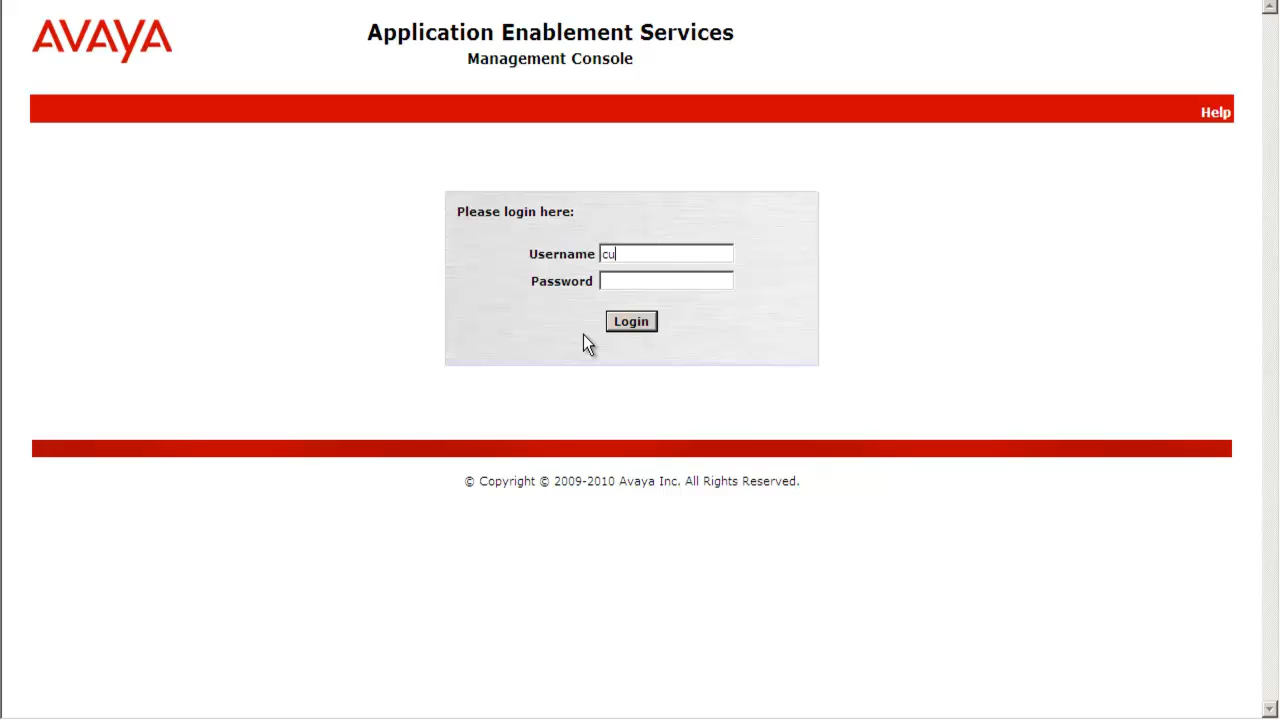 AVAYA
Application Enablement Services
Management Console
Help
Please login here:
Username cu
Password
Login
© Copyright © 2009-2010 Avaya Inc. All Rights Reserved.